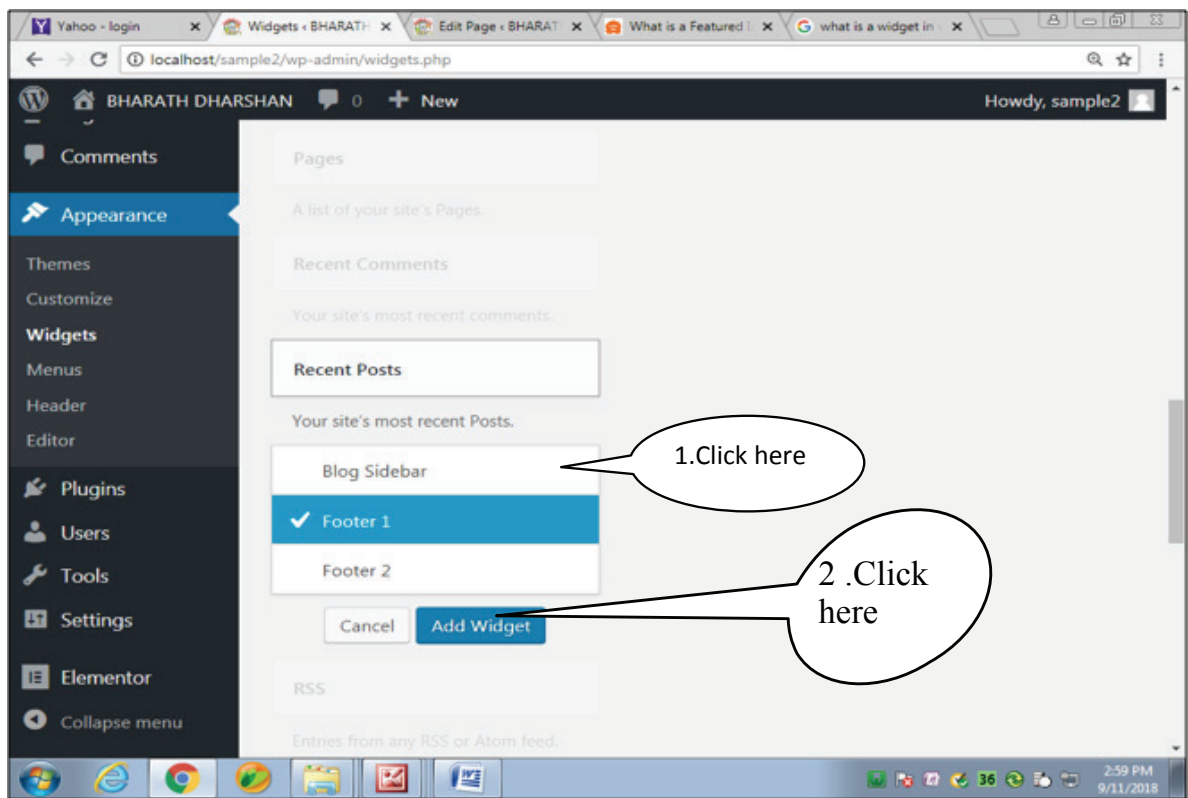 Yahoo - login
Widgets ‹ BHARATH
Edit Page ‹ BHARAT
What is a Featured I
what is a widget in
localhost/sample2/wp-admin/widgets.php
BHARATH DHARSHAN 0 + New
Howdy, sample2
Comments
Appearance
Themes
Customize
Widgets
Menus
Header
Editor
Plugins
Users
Tools
Settings
Elementor
Collapse menu
Pages
A list of your site's Pages.
Recent Comments
Your site's most recent comments.
Recent Posts
Your site's most recent Posts.
Blog Sidebar
1.Click here
Footer 1
Footer 2
2 .Click
here
Cancel
Add Widget
RSS
Entries from any RSS or Atom feed.
36
2:59 PM
9/11/2018